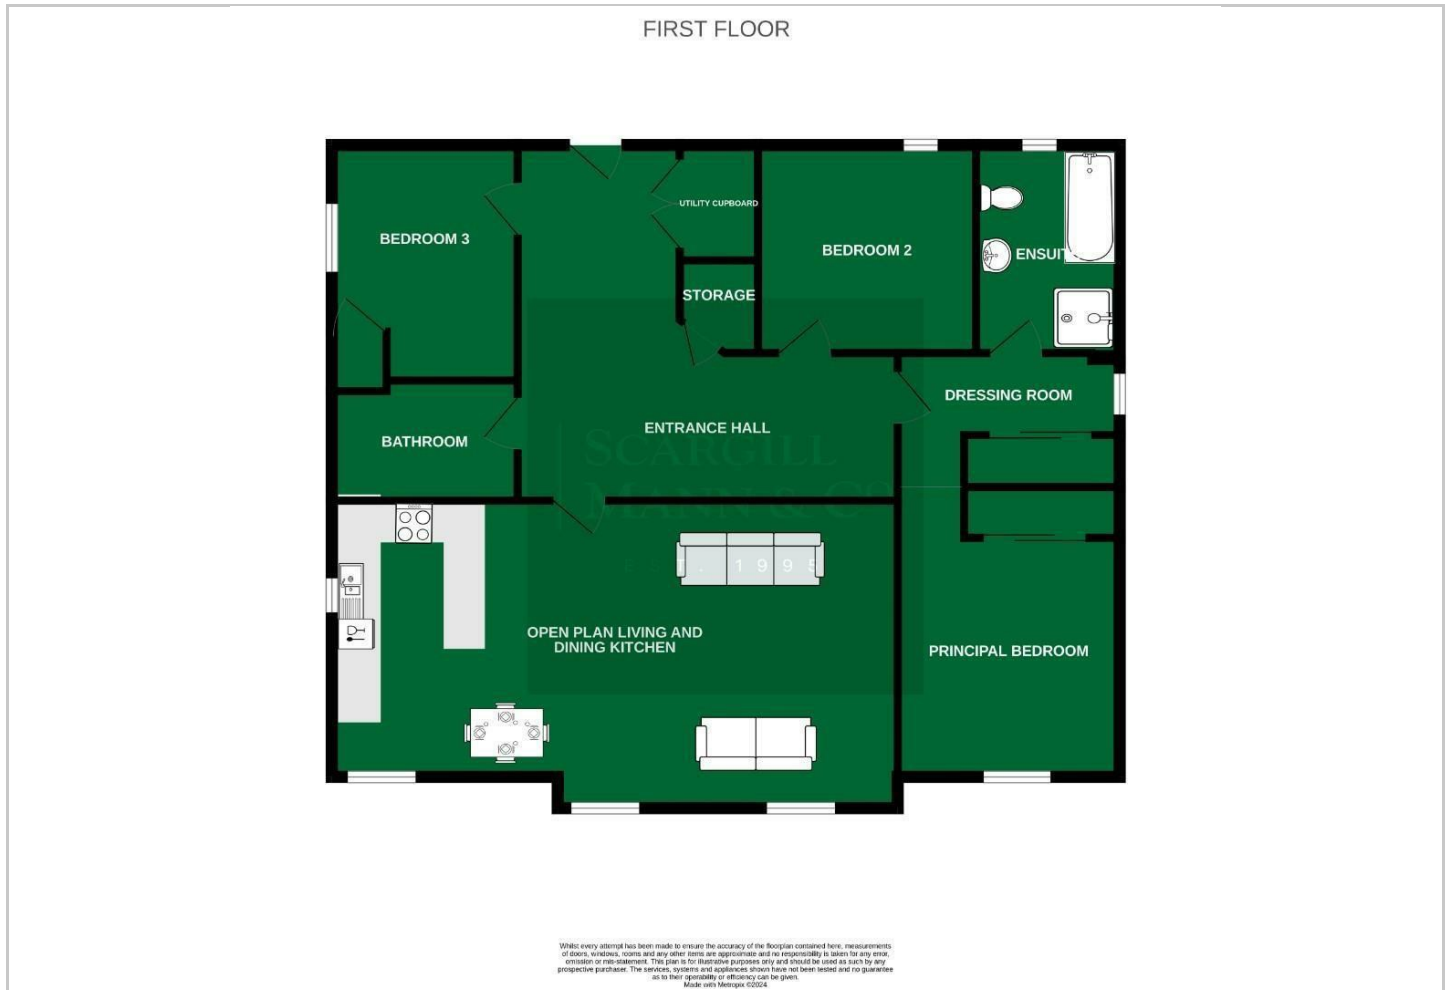 FIRST FLOOR
UTILITY CUPBOARD
BEDROOM 3
BEDROOM 2
ENSUIT
STORAGE
DRESSING ROOM
ENTRANCE HALL
BATHROOM
SCARGILL
MANN & CO
EST. 1995
OPEN PLAN LIVING AND
DINING KITCHEN
PRINCIPAL BEDROOM
Whilst every attempt has been made to ensure the accuracy of the floorplan contained here, measurements
of doors, windows, rooms and any other items are approximate and no responsibility is taken for any error,
omission or mis-statement. This plan is for illustrative purposes only and should be used as such by any
prospective purchaser. The services, systems and appliances shown have not been tested and no guarantee
as to their operability or efficiency can be given.
Made with Metropix ©2024